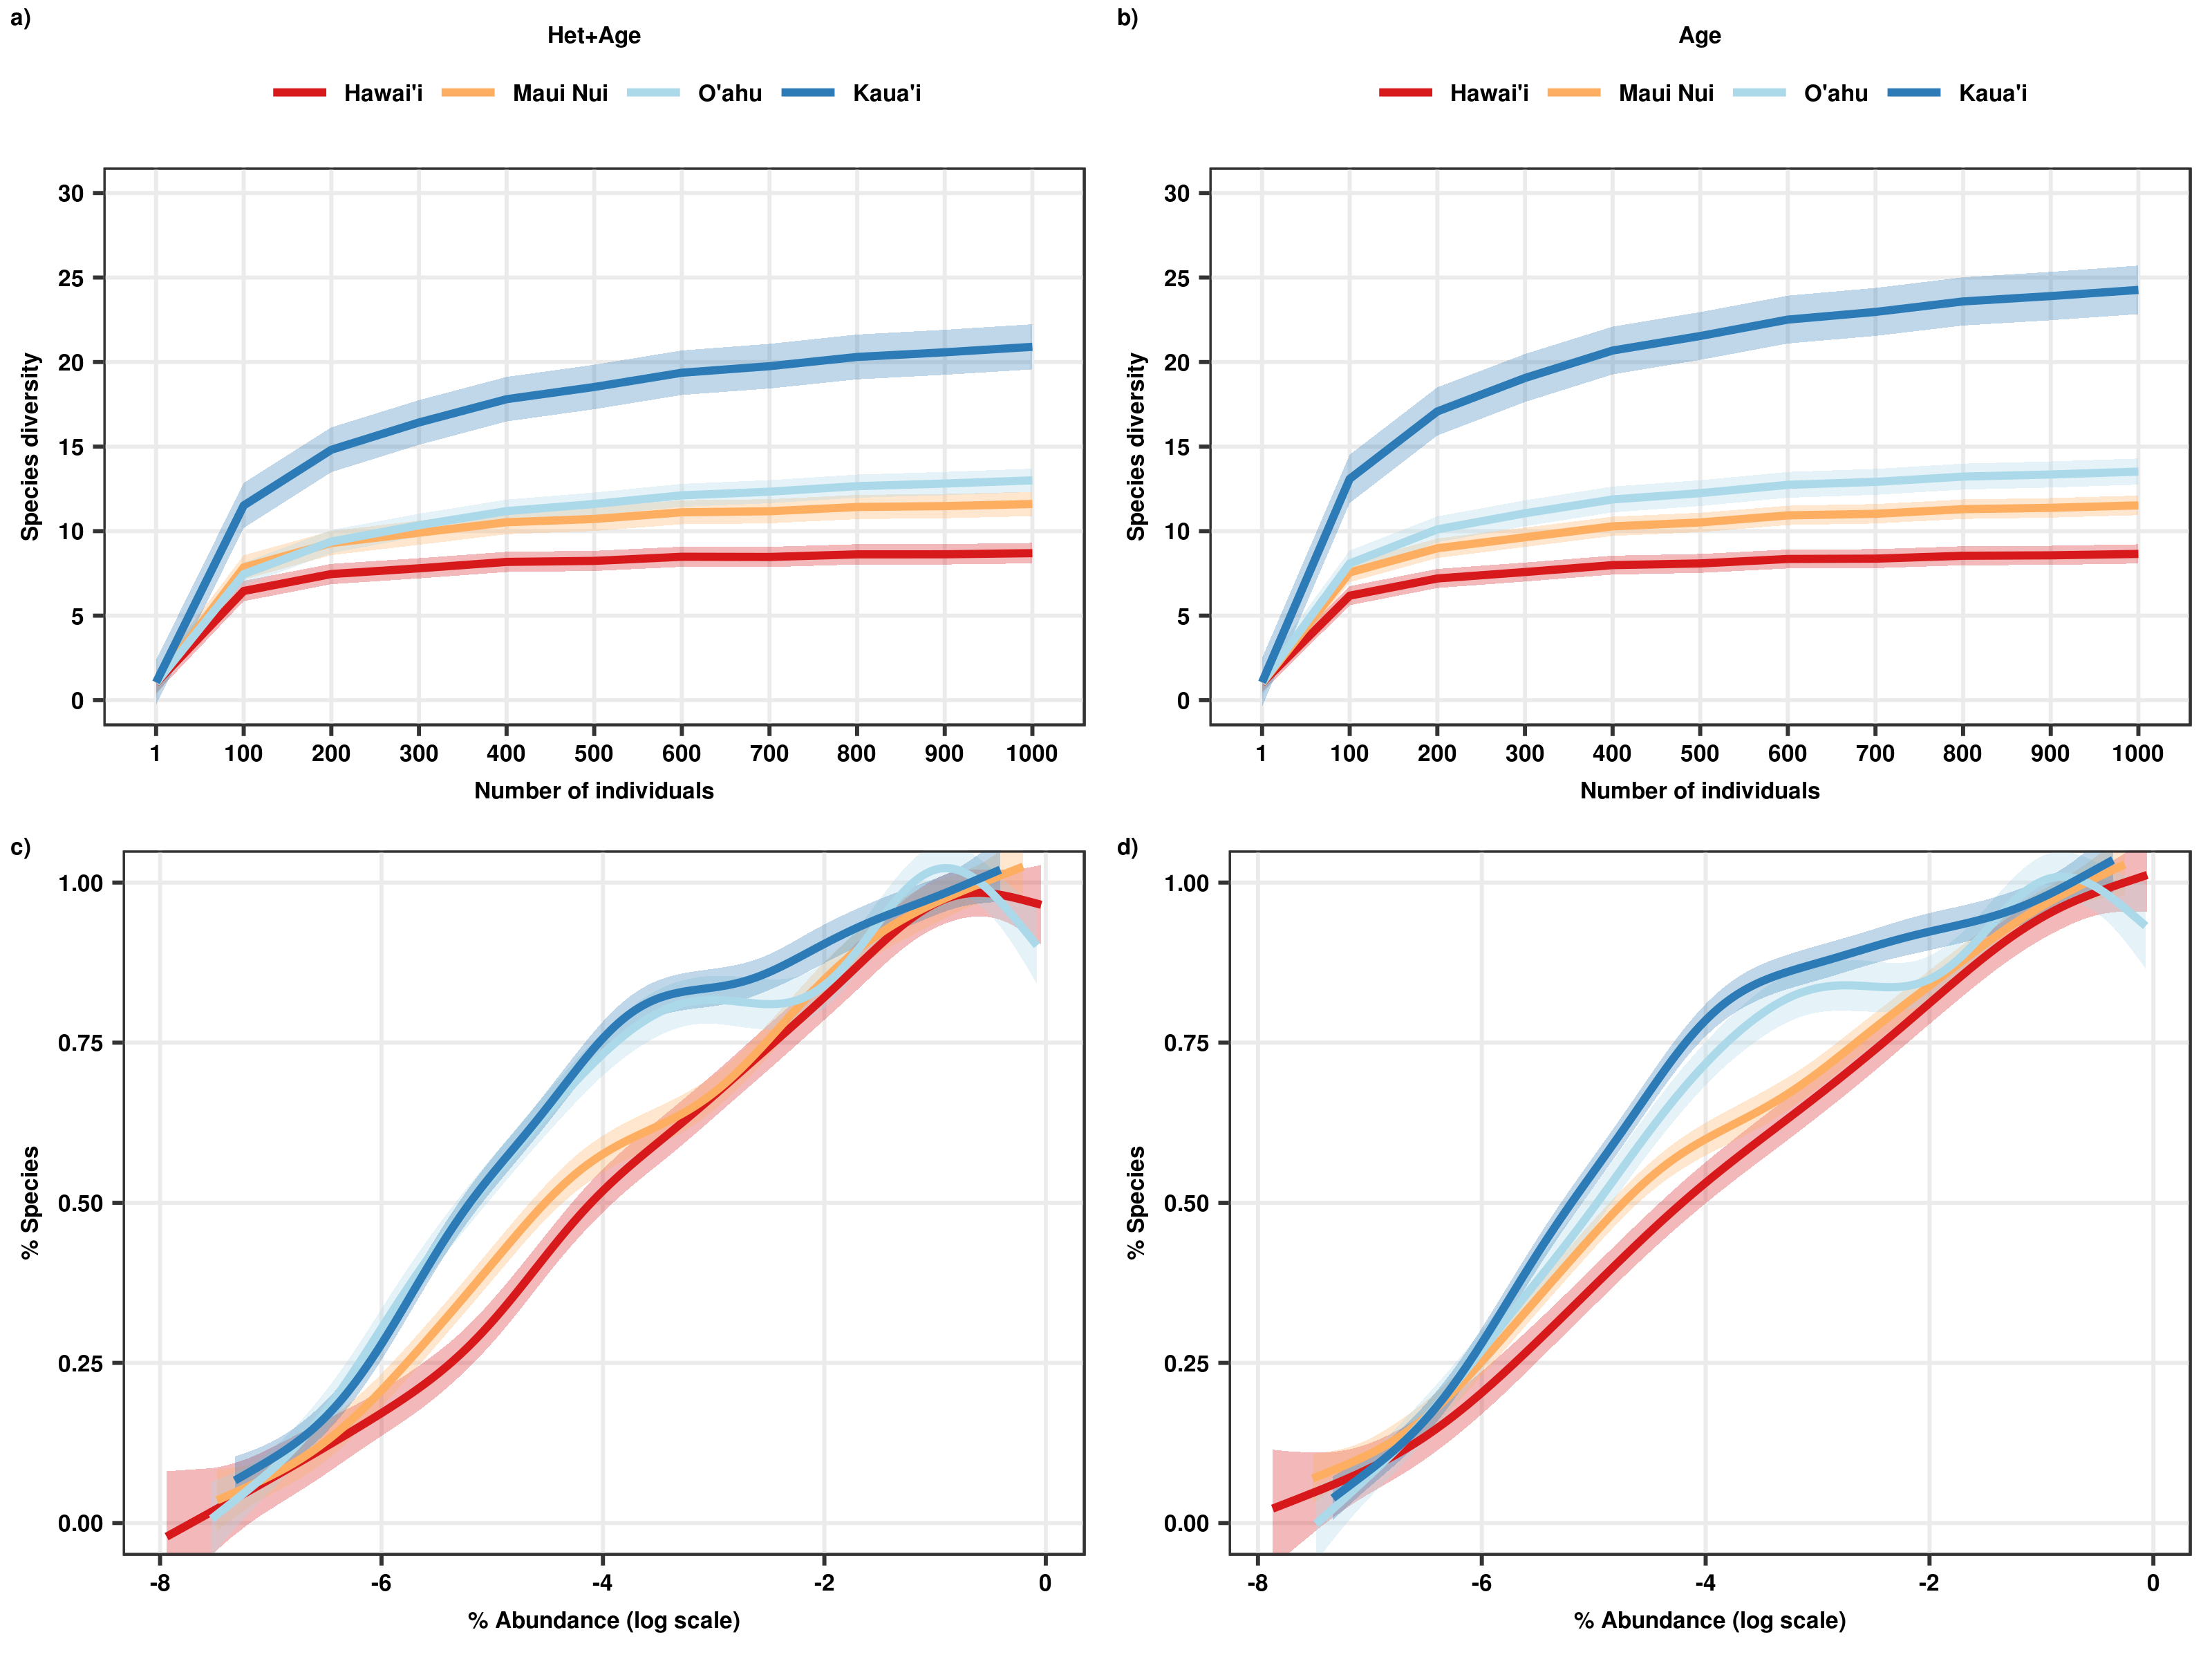 a)
Het+Age
Hawai'i Maui Nui O'ahu Kaua'i
30
25
20
15
10
5
0
Species diversity
1 100 200 300 400 500 600 700 800 900 1000
Number of individuals
b)
Age
Hawai'i Maui Nui O'ahu Kaua'i
30
25
20
15
10
5
0
Species diversity
1 100 200 300 400 500 600 700 800 900 1000
Number of individuals
c)
1.00
0.75
0.50
0.25
0.00
% Species
-8 -6 -4 -2 0
% Abundance (log scale)
d)
1.00
0.75
0.50
0.25
0.00
% Species
-8 -6 -4 -2 0
% Abundance (log scale)